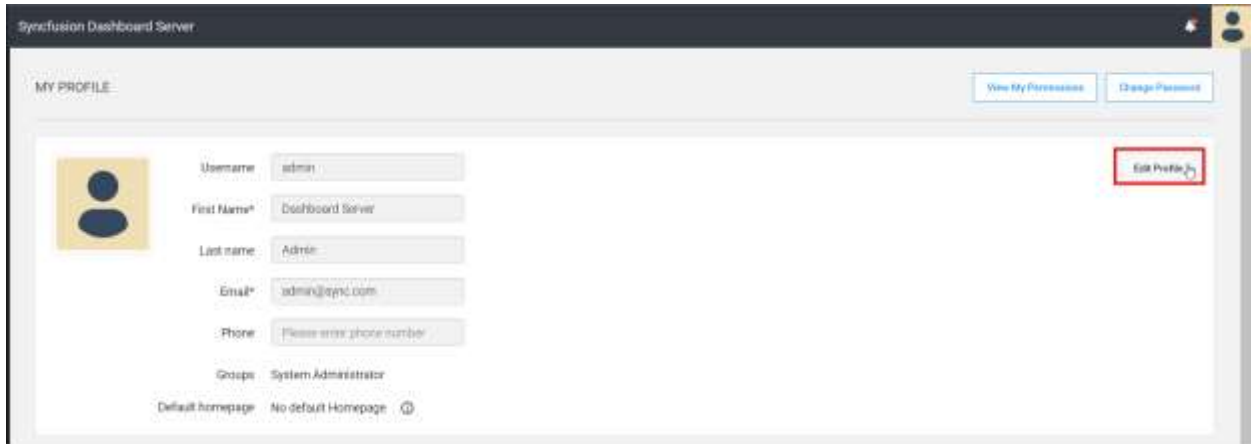 Syncfusion Dashboard Server
MY PROFILE
View My Permissions
Change Password
Username admin
Edit Profile
First Name* Dashboard Server
Last name Admin
Email* admin@sync.com
Phone Please enter phone number
Groups System Administrator
Default homepage No default Homepage